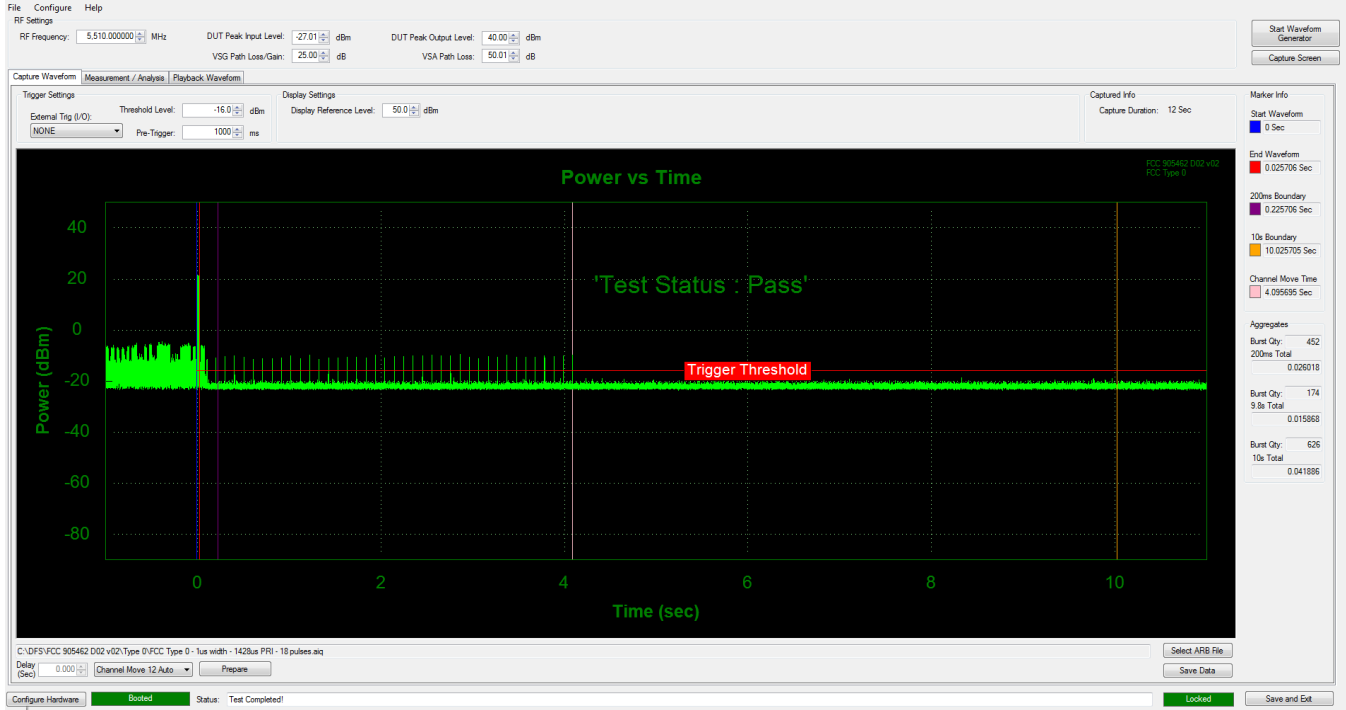 File Configure Help
RF Settings
RF Frequency: 5,510.000000 MHz DUT Peak Input Level: -27.01 dBm DUT Peak Output Level: 40.00 dBm
VSG Path Loss/Gain: 25.00 dB VSA Path Loss: 50.01 dB
Start Waveform
Generator
Capture Screen
Capture Waveform Measurement / Analysis Playback Waveform
Trigger Settings
Threshold Level: -16.0 dBm
External Trig (I/O):
NONE
Pre-Trigger: 1000 ms
Display Settings
Display Reference Level: 50.0 dBm
Captured Info
Capture Duration: 12 Sec
Marker Info
Start Waveform
0 Sec
End Waveform
0.025706 Sec
200ms Boundary
0.225706 Sec
10s Boundary
10.025705 Sec
Channel Move Time
4.095695 Sec
Aggregates
Burst Qty: 452
200ms Total
0.026018
Burst Qty: 174
9.8s Total
0.015868
Burst Qty: 626
10s Total
0.041886
FCC 905462 D02 v02
FCC Type 0
Power vs Time
'Test Status : Pass'
Trigger Threshold
Power (dBm)
40
20
0
-20
-40
-60
-80
0 2 4 6 8 10
Time (sec)
C:\DFS\FCC 905462 D02 v02\Type 0\FCC Type 0 - 1us width - 1428us PRI - 18 pulses.aiq
Select ARB File
Delay
(Sec) 0.000 Channel Move 12 Auto Prepare
Save Data
Configure Hardware Booted Status: Test Completed! Locked Save and Exit